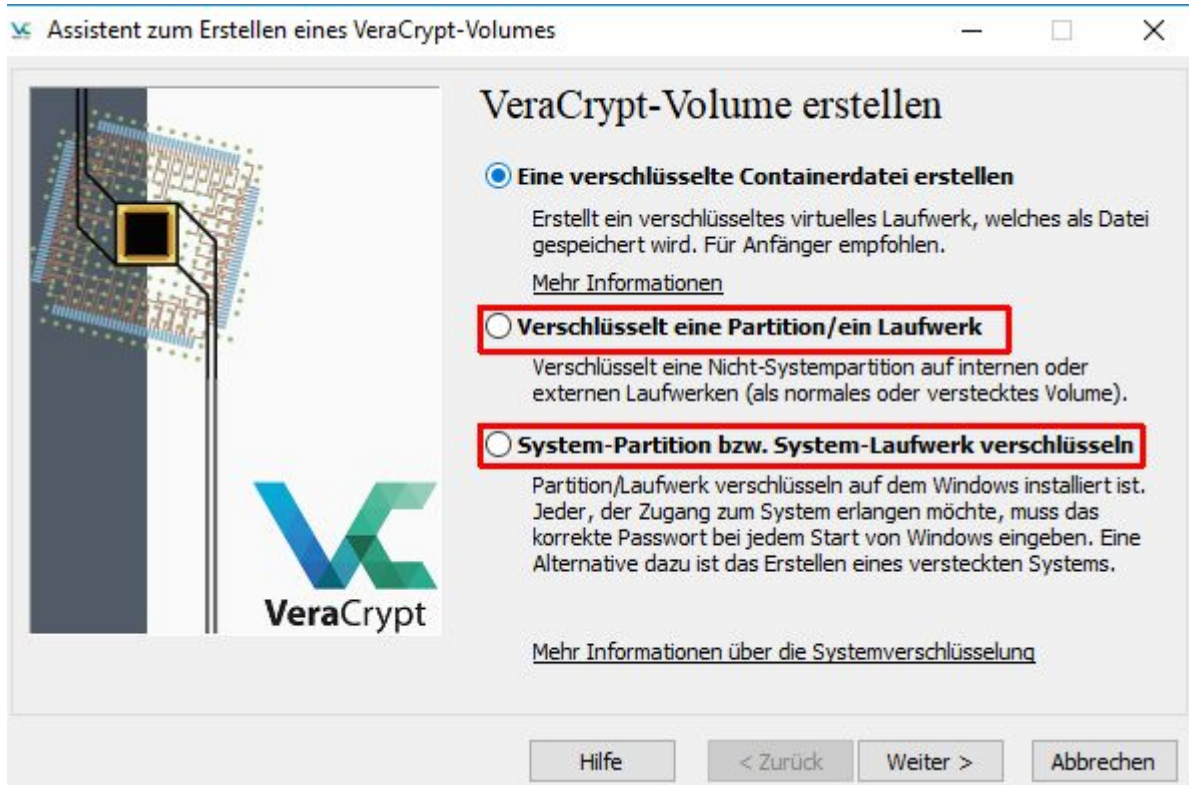 Assistent zum Erstellen eines VeraCrypt-Volumes
VeraCrypt-Volume erstellen
Eine verschlüsselte Containerdatei erstellen
Erstellt ein verschlüsseltes virtuelles Laufwerk, welches als Datei
gespeichert wird. Für Anfänger empfohlen.
Mehr Informationen
Verschlüsselt eine Partition/ein Laufwerk
Verschlüsselt eine Nicht-Systempartition auf internen oder
externen Laufwerken (als normales oder verstecktes Volume).
System-Partition bzw. System-Laufwerk verschlüsseln
Partition/Laufwerk verschlüsseln auf dem Windows installiert ist.
Jeder, der Zugang zum System erlangen möchte, muss das
korrekte Passwort bei jedem Start von Windows eingeben. Eine
Alternative dazu ist das Erstellen eines versteckten Systems.
VeraCrypt
Mehr Informationen über die Systemverschlüsselung
Hilfe
< Zurück
Weiter >
Abbrechen